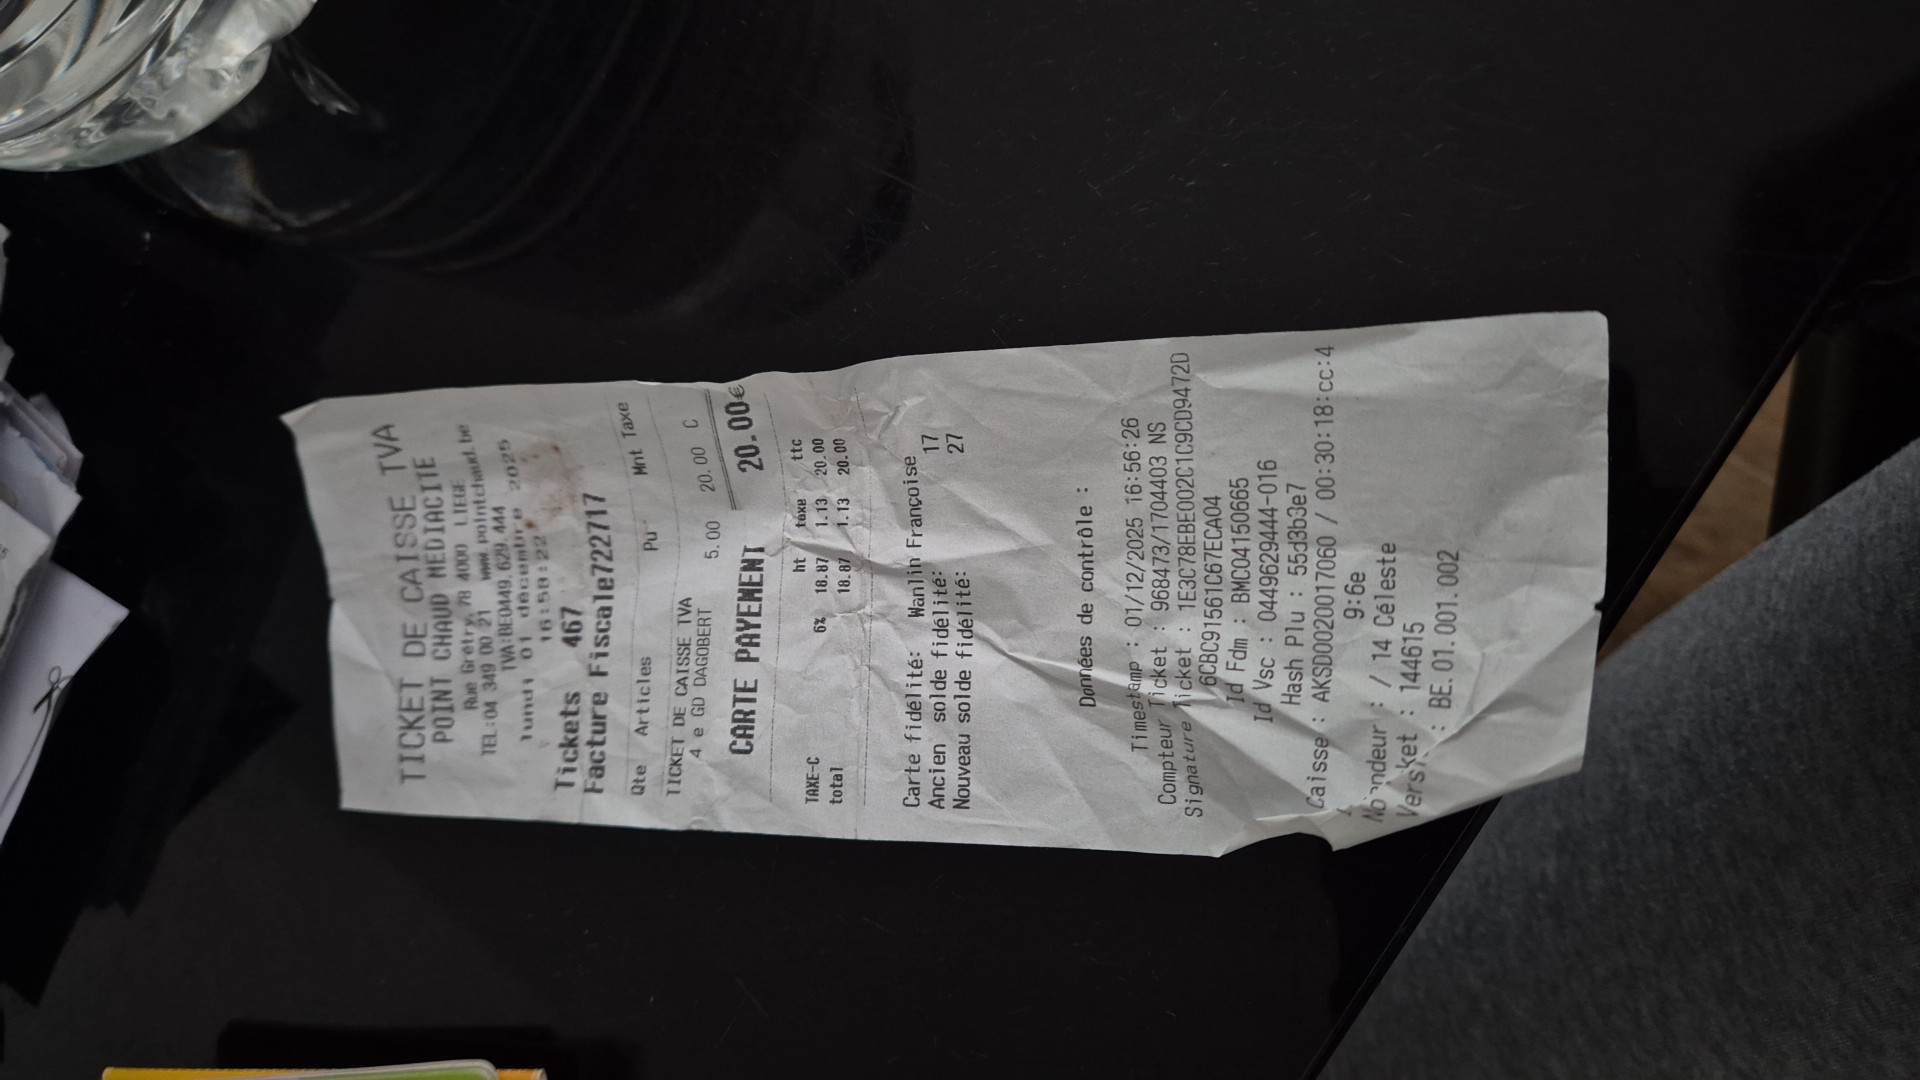 TICKET DE CAISSE TVA
POINT CHAUD MEDIACITE
Rue Grétry,78 4000 LIEGE
TEL:04 349 00 21 www.pointchaud.be
TVA:BE0449.629.444
lundi 01 décembre 2025
16:58:22
Tickets 467
Facture Fiscale722717
Qte Articles Pu Mnt Taxe
TICKET DE CAISSE TVA
4 e GD DAGOBERT 5.00 20.00 C
CARTE PAYEMENT 20.00€
ht taxe ttc
TAXE-C 6% 18.87 1.13 20.00
total 18.87 1.13 20.00
Carte fidélité: Wanlin Françoise
Ancien solde fidélité: 17
Nouveau solde fidélité: 27
Données de contrôle :
Timestamp : 01/12/2025 16:56:26
Compteur Ticket : 968473/1704403 NS
Signature Ticket : 1E3C78EBE002C1C9CD9472D
6CBC91561C67ECA04
Id Fdm : BMC04150665
Id Vsc : 0449629444-016
Hash Plu : 55d3b3e7
Caisse : AKSD0020017060 / 00:30:18:cc:4
9:6e
: / 14 Céleste
: 144615
: BE.01.001.002